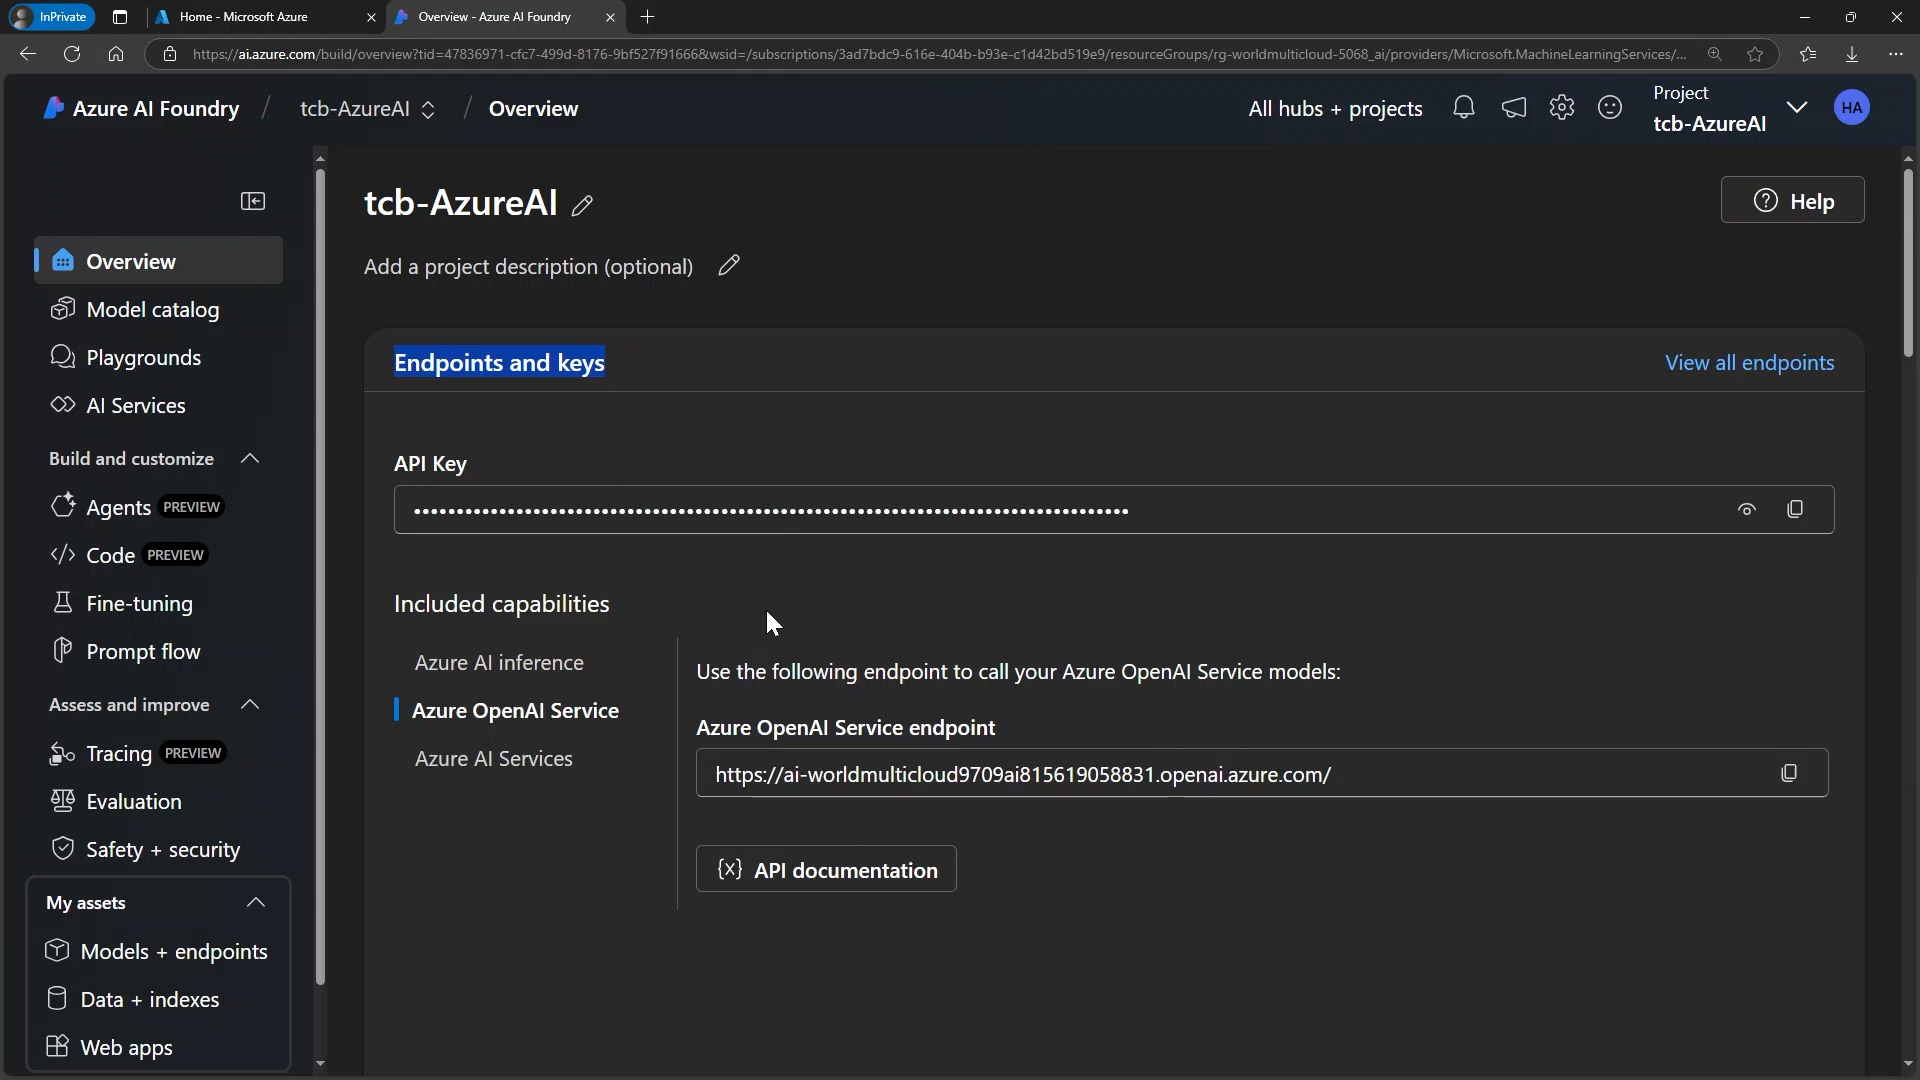 InPrivate
Home - Microsoft Azure
Overview - Azure AI Foundry
https://ai.azure.com/build/overview?tid=47836971-cfc7-499d-8176-9bf527f91666&wsid=/subscriptions/3ad7bdc9-616e-404b-b93e-c1d42bd519e9/resourceGroups/rg-worldmulticloud-5068_ai/providers/Microsoft.MachineLearningServices/...
Azure AI Foundry / tcb-AzureAI / Overview
All hubs + projects
Project
tcb-AzureAI
HA
Overview
Model catalog
Playgrounds
AI Services
Build and customize
Agents PREVIEW
Code PREVIEW
Fine-tuning
Prompt flow
Assess and improve
Tracing PREVIEW
Evaluation
Safety + security
My assets
Models + endpoints
Data + indexes
Web apps
tcb-AzureAI
Help
Add a project description (optional)
Endpoints and keys
View all endpoints
API Key
Included capabilities
Azure AI inference
Azure OpenAI Service
Azure AI Services
Use the following endpoint to call your Azure OpenAI Service models:
Azure OpenAI Service endpoint
https://ai-worldmulticloud9709ai815619058831.openai.azure.com/
{x} API documentation